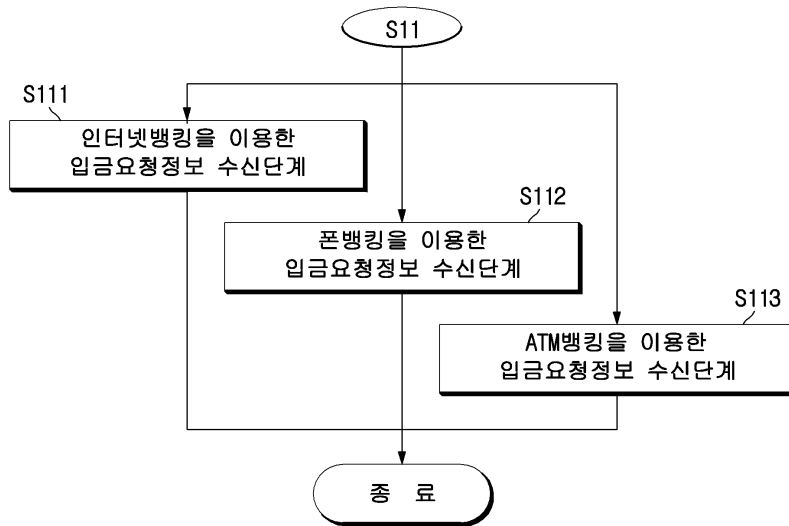 S11
S111
인터넷뱅킹을 이용한
입금요청정보 수신단계
S112
폰뱅킹을 이용한
입금요청정보 수신단계
S113
ATM뱅킹을 이용한
입금요청정보 수신단계
종 료